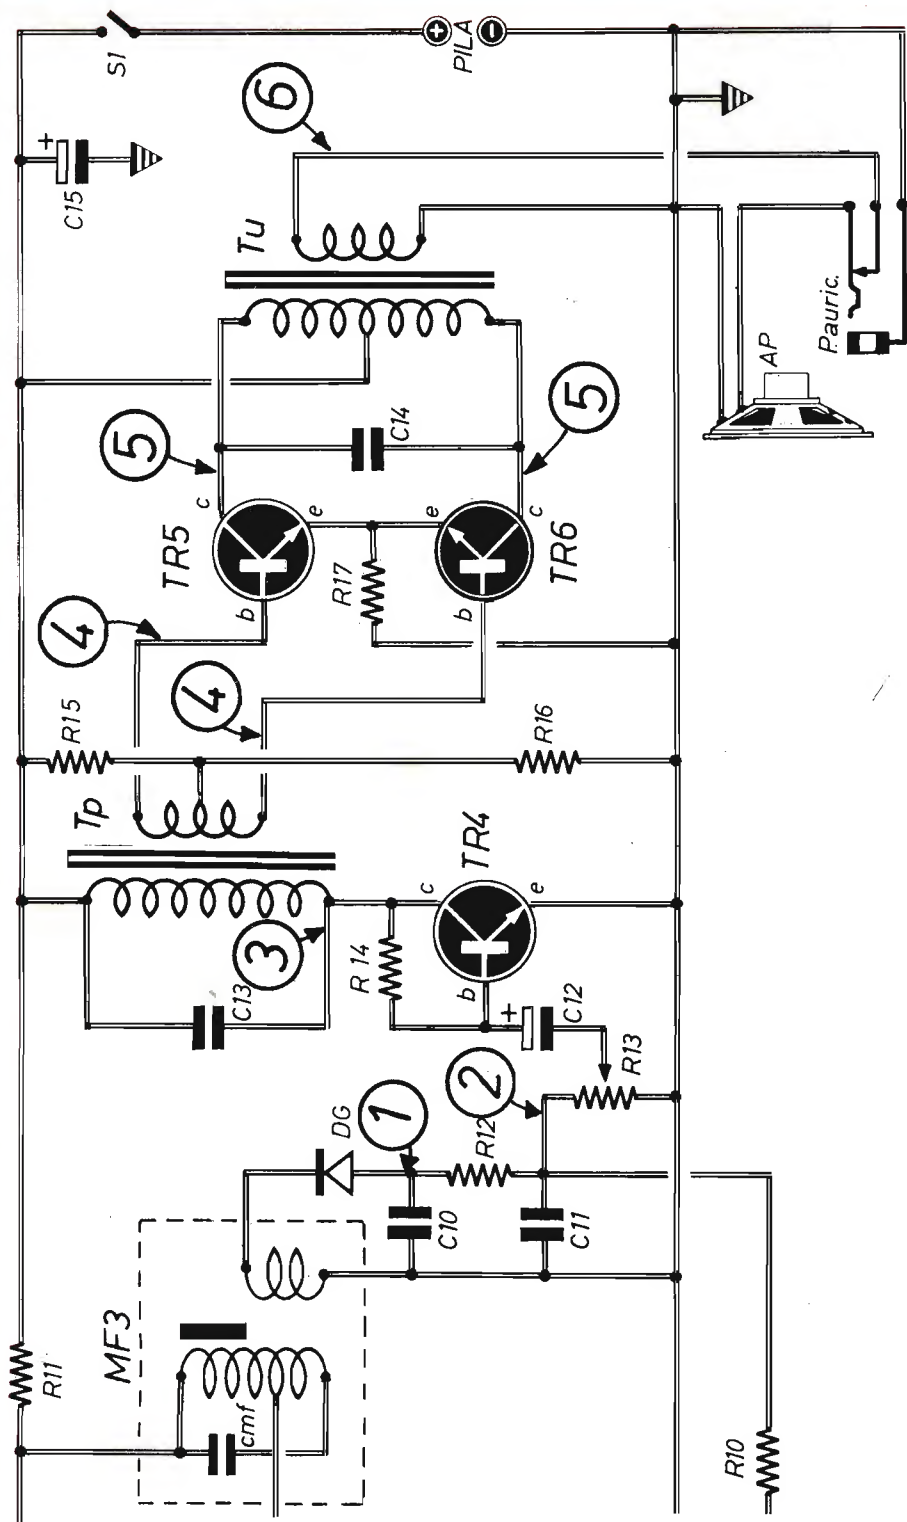 S1
+
PILA
-
+
C15
6
Tu
5
c
C14
5
c
e
e
TR5
TR6
R17
b
b
4
4
R15
R16
Tp
3
C13
R14
c
TR4
e
b
+
C12
R13
2
1
DG
R12
C10
C11
MF3
cmf
R11
R10
AP
P.auric.